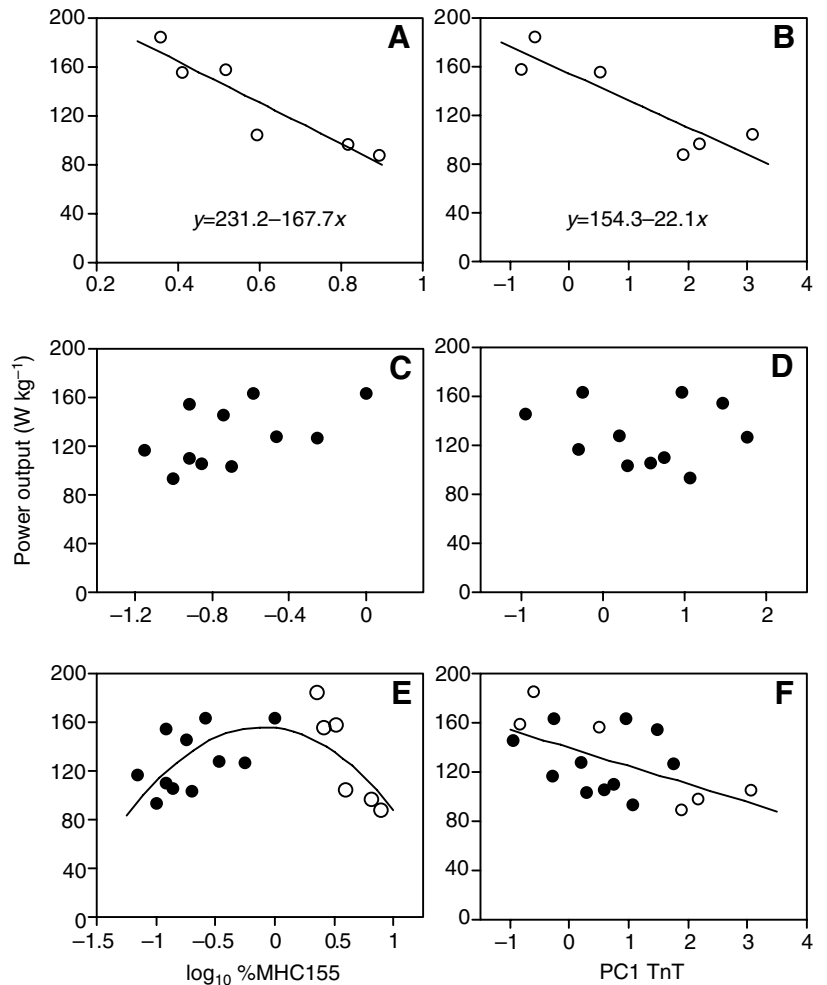 200
160
120
80
40
0
A
y=231.2–167.7x
0.2 0.4 0.6 0.8 1
200
160
120
80
40
0
B
y=154.3–22.1x
–1 0 1 2 3 4
Power output (W kg–1)
200
160
120
80
40
0
C
–1.2 –0.8 –0.4 0
200
160
120
80
40
0
D
–1 0 1 2
200
160
120
80
40
0
E
–1.5 –1 –0.5 0 0.5 1
log10 %MHC155
200
160
120
80
40
0
F
–1 0 1 2 3 4
PC1 TnT